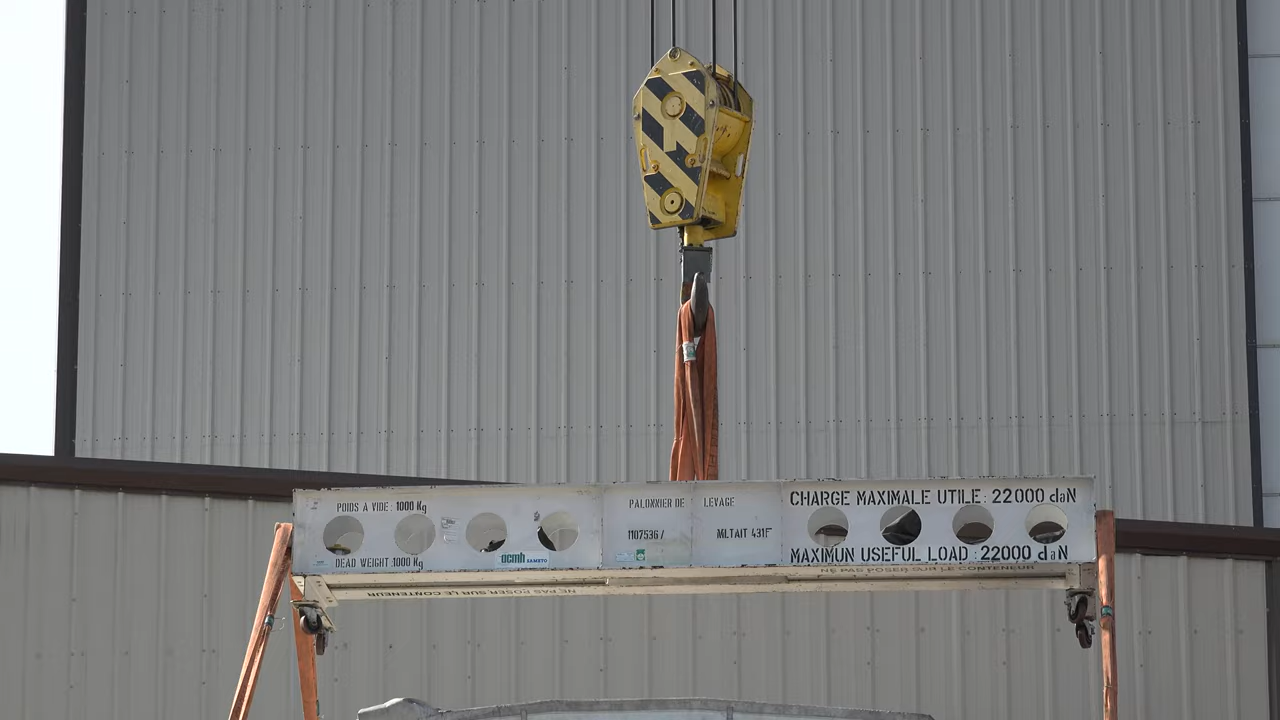 POIDS A VIDE : 1000 Kg
DEAD WEIGHT 1000 Kg
acmh
SAMETO
PALONNIER DE LEVAGE
1107536 / MLTAIT 431F
CHARGE MAXIMALE UTILE : 22000 daN
MAXIMUN USEFUL LOAD : 22000 daN
NE PAS POSER SUR LE CONTENEUR
NE PAS POSER SUR LE CONTENEUR